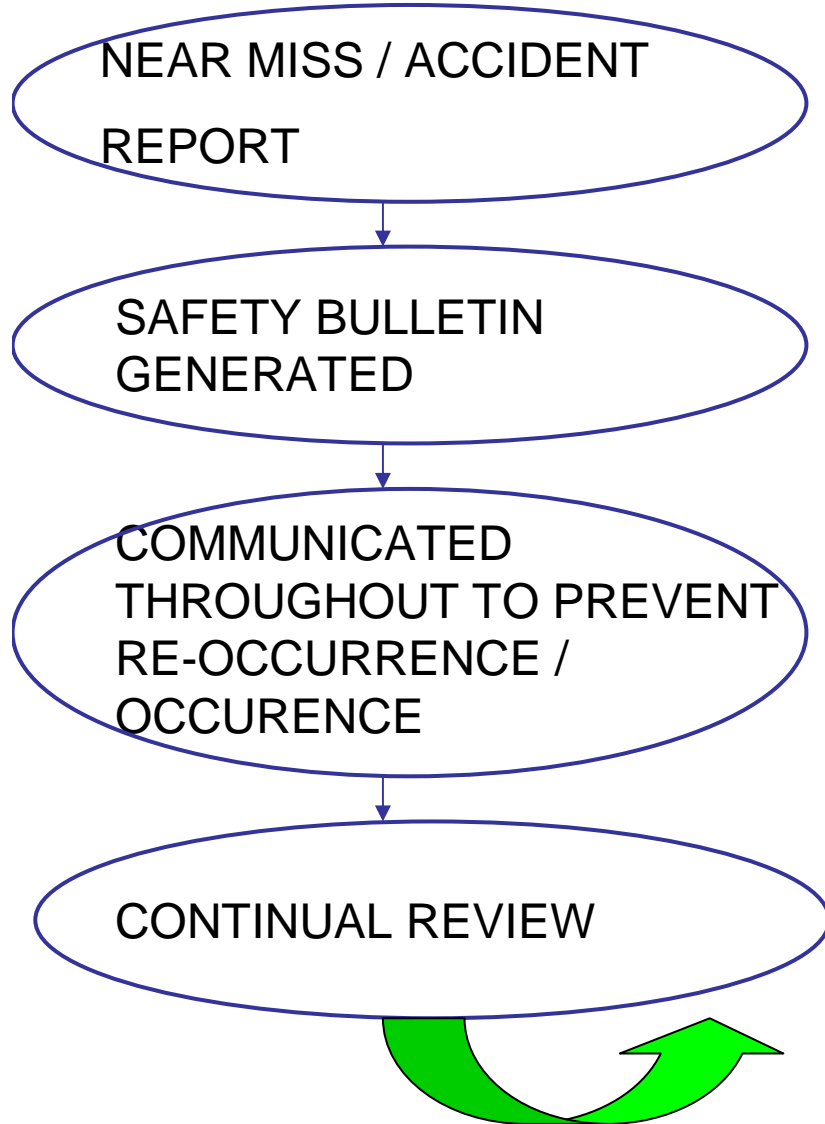 NEAR MISS / ACCIDENT
REPORT
SAFETY BULLETIN
GENERATED
COMMUNICATED
THROUGHOUT TO PREVENT
RE-OCCURRENCE /
OCCURENCE
CONTINUAL REVIEW